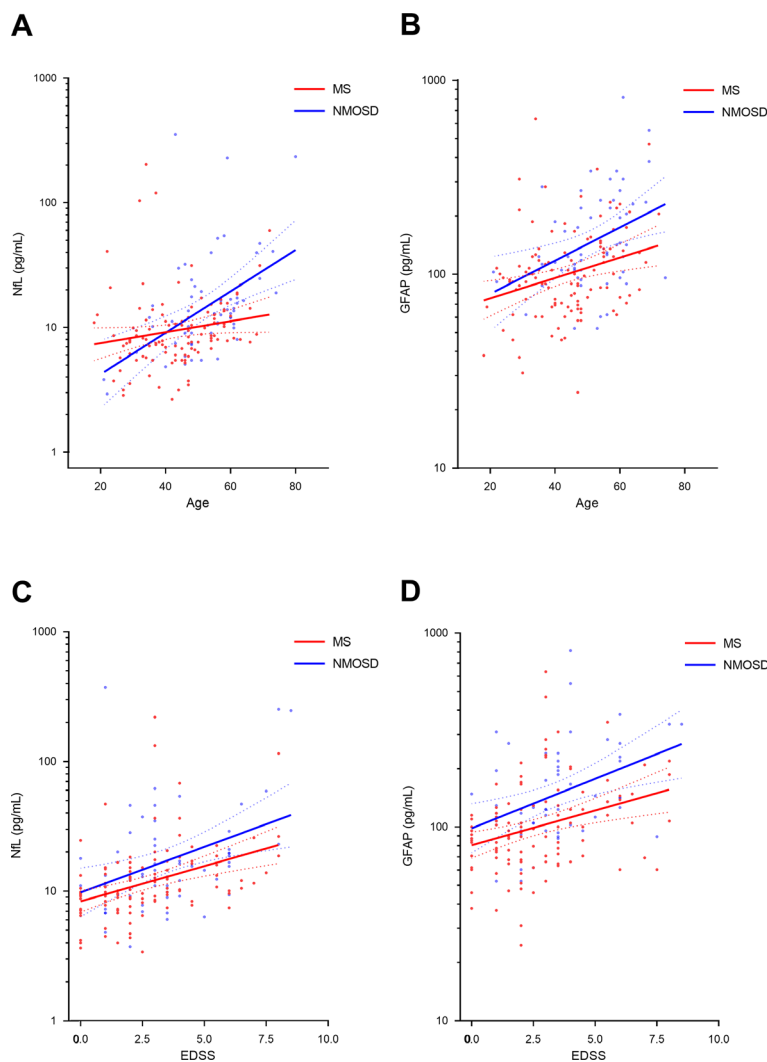 A
B
1000
100
10
1
NfL (pg/mL)
MS
NMOSD
20
40
60
80
Age
1000
100
10
GFAP (pg/mL)
MS
NMOSD
20
40
60
80
Age
C
D
1000
100
10
1
NfL (pg/mL)
MS
NMOSD
0.0
2.5
5.0
7.5
10.0
EDSS
1000
100
10
GFAP (pg/mL)
MS
NMOSD
0.0
2.5
5.0
7.5
10.0
EDSS